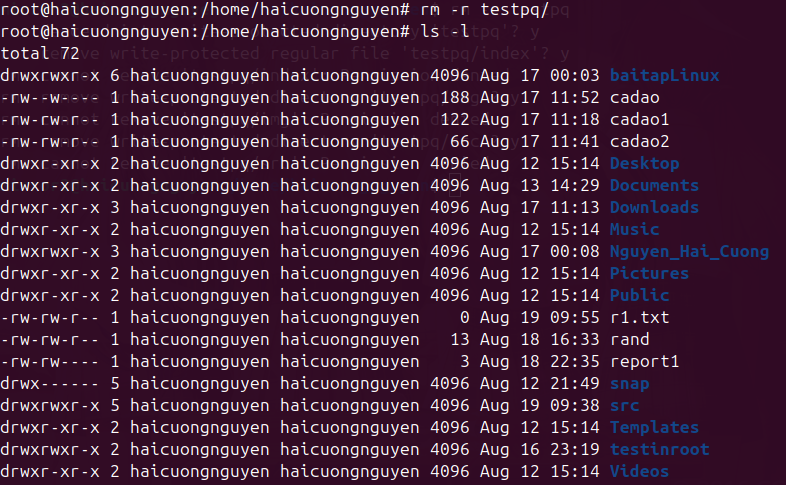 root@haicuongnguyen:/home/haicuongnguyen# rm -r testpq/
root@haicuongnguyen:/home/haicuongnguyen# ls -l
total 72
drwxrwxr-x 6 haicuongnguyen haicuongnguyen 4096 Aug 17 00:03 baitapLinux
-rw--w---- 1 haicuongnguyen haicuongnguyen  188 Aug 17 11:52 cadao
-rw-rw-r-- 1 haicuongnguyen haicuongnguyen  122 Aug 17 11:18 cadao1
-rw-rw-r-- 1 haicuongnguyen haicuongnguyen   66 Aug 17 11:41 cadao2
drwxr-xr-x 2 haicuongnguyen haicuongnguyen 4096 Aug 12 15:14 Desktop
drwxr-xr-x 2 haicuongnguyen haicuongnguyen 4096 Aug 13 14:29 Documents
drwxr-xr-x 3 haicuongnguyen haicuongnguyen 4096 Aug 17 11:13 Downloads
drwxr-xr-x 2 haicuongnguyen haicuongnguyen 4096 Aug 12 15:14 Music
drwxrwxr-x 3 haicuongnguyen haicuongnguyen 4096 Aug 17 00:08 Nguyen_Hai_Cuong
drwxr-xr-x 2 haicuongnguyen haicuongnguyen 4096 Aug 12 15:14 Pictures
drwxr-xr-x 2 haicuongnguyen haicuongnguyen 4096 Aug 12 15:14 Public
-rw-rw-r-- 1 haicuongnguyen haicuongnguyen    0 Aug 19 09:55 r1.txt
-rw-rw-r-- 1 haicuongnguyen haicuongnguyen   13 Aug 18 16:33 rand
-rw-rw---- 1 haicuongnguyen haicuongnguyen    3 Aug 18 22:35 report1
drwx------ 5 haicuongnguyen haicuongnguyen 4096 Aug 12 21:49 snap
drwxrwxr-x 5 haicuongnguyen haicuongnguyen 4096 Aug 19 09:38 src
drwxr-xr-x 2 haicuongnguyen haicuongnguyen 4096 Aug 12 15:14 Templates
drwxrwxr-x 2 haicuongnguyen haicuongnguyen 4096 Aug 16 23:19 testinroot
drwxr-xr-x 2 haicuongnguyen haicuongnguyen 4096 Aug 12 15:14 Videos